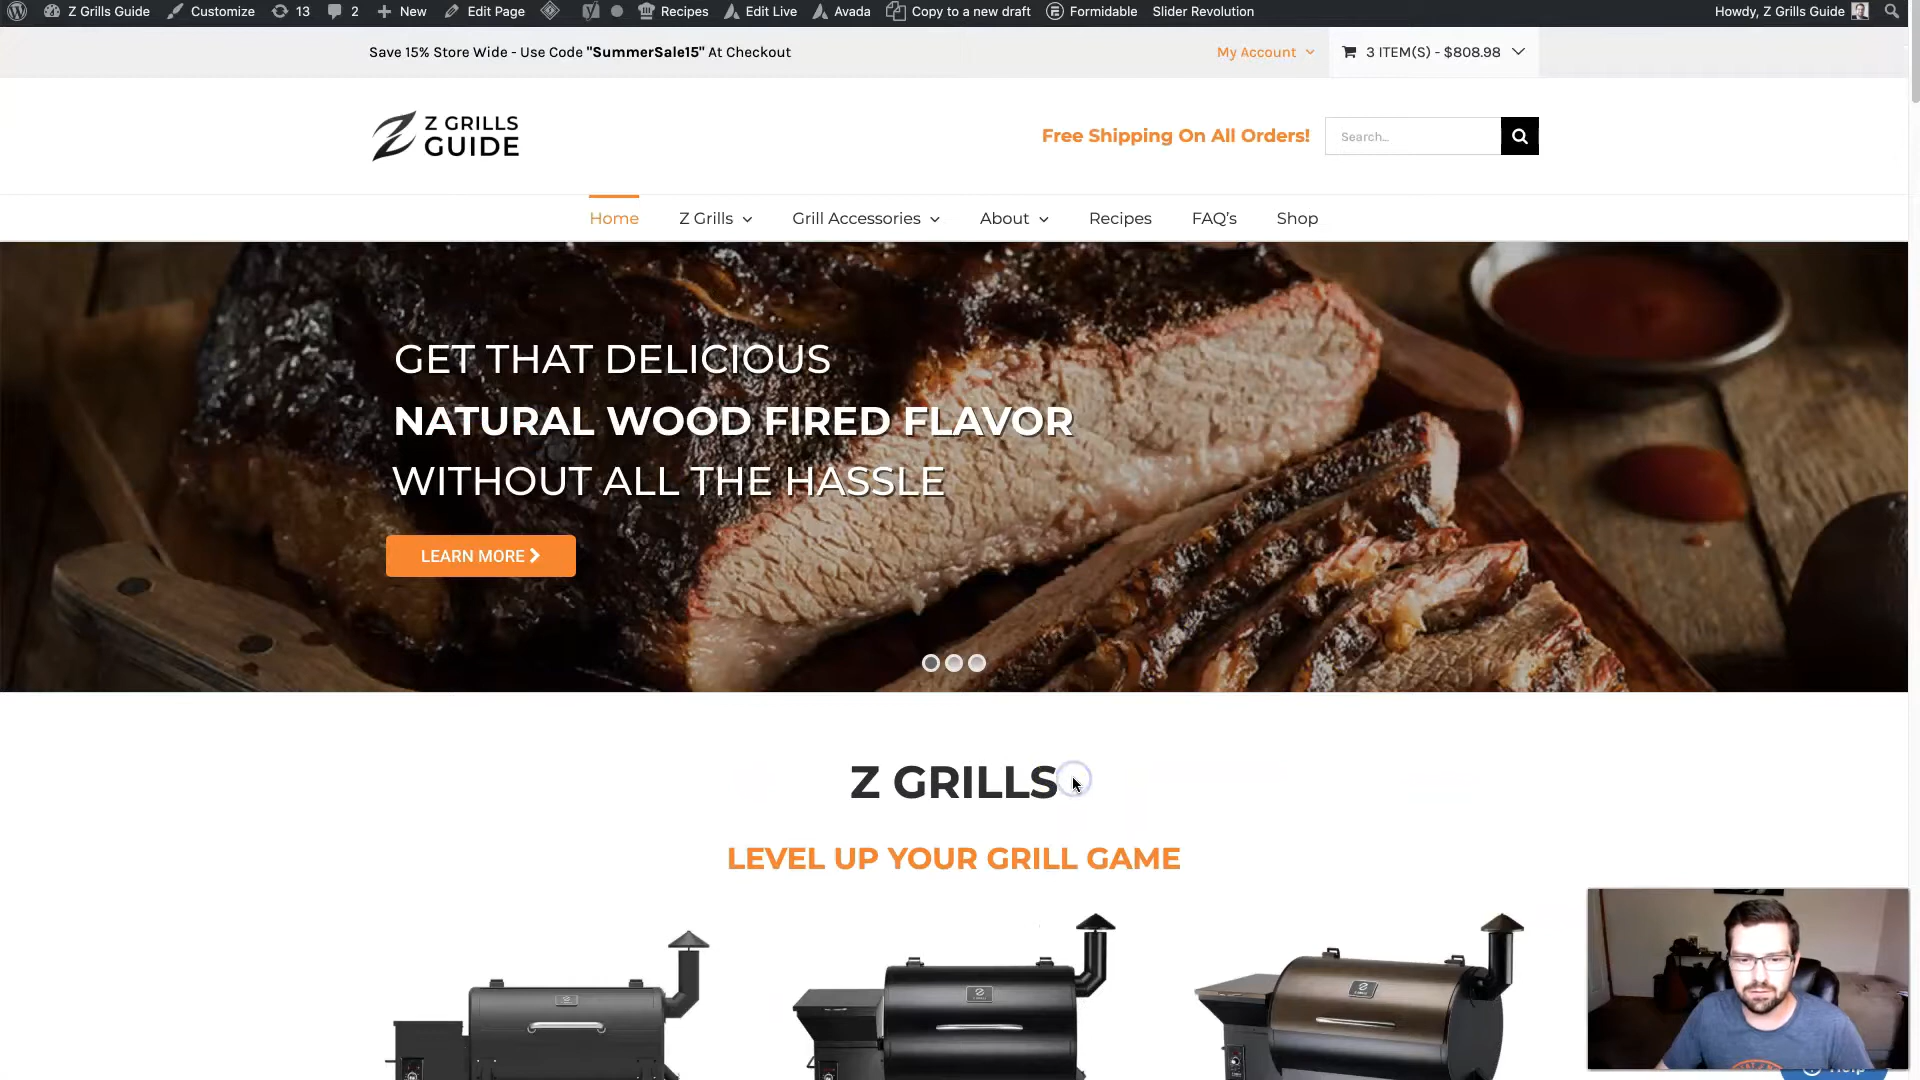 Z Grills Guide Customize 13 2 New Edit Page Recipes Edit Live Avada Copy to a new draft Formidable Slider Revolution Howdy, Z Grills Guide
Save 15% Store Wide - Use Code "SummerSale15" At Checkout
My Account
3 ITEM(S) - $808.98
Z GRILLS
GUIDE
Free Shipping On All Orders!
Search...
Home Z Grills Grill Accessories About Recipes FAQ's Shop
GET THAT DELICIOUS
NATURAL WOOD FIRED FLAVOR
WITHOUT ALL THE HASSLE
LEARN MORE
Z GRILLS
LEVEL UP YOUR GRILL GAME
Help